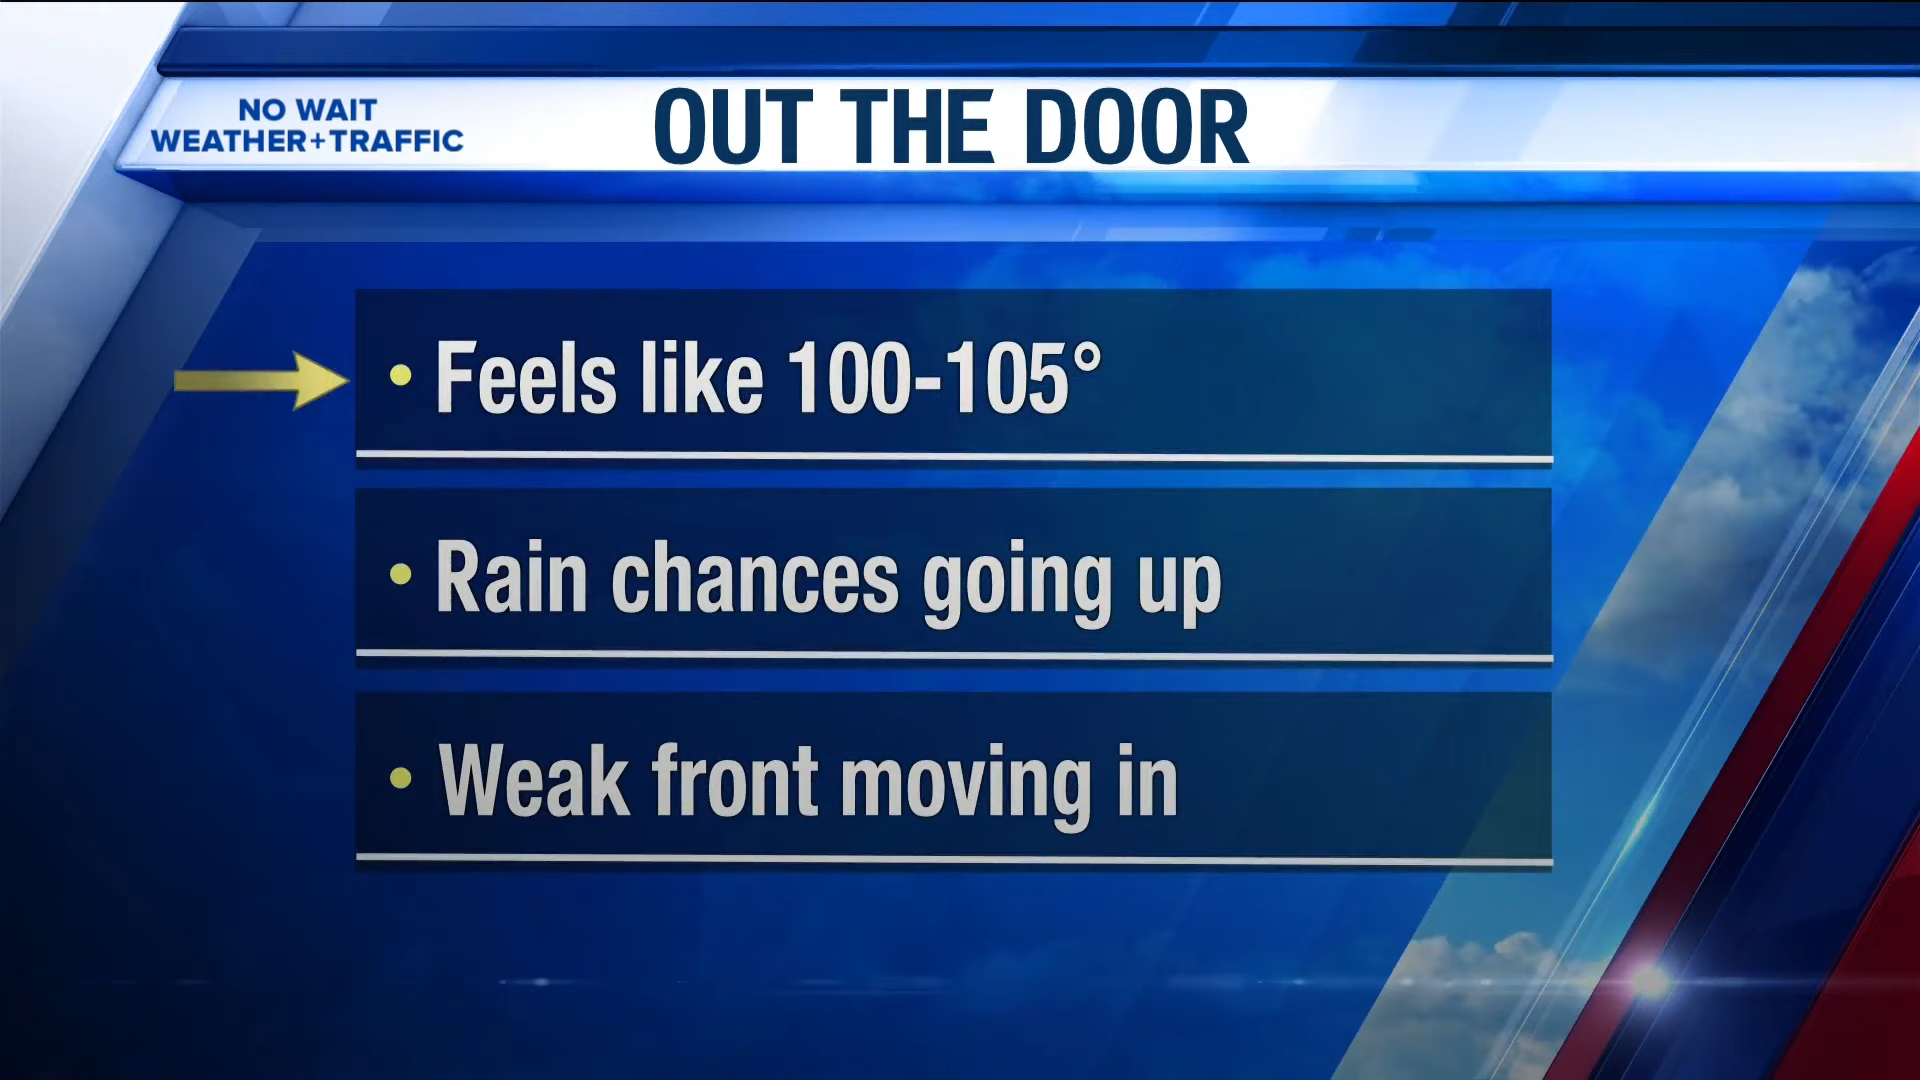 NO WAIT
WEATHER+TRAFFIC
OUT THE DOOR
• Feels like 100-105°
• Rain chances going up
• Weak front moving in